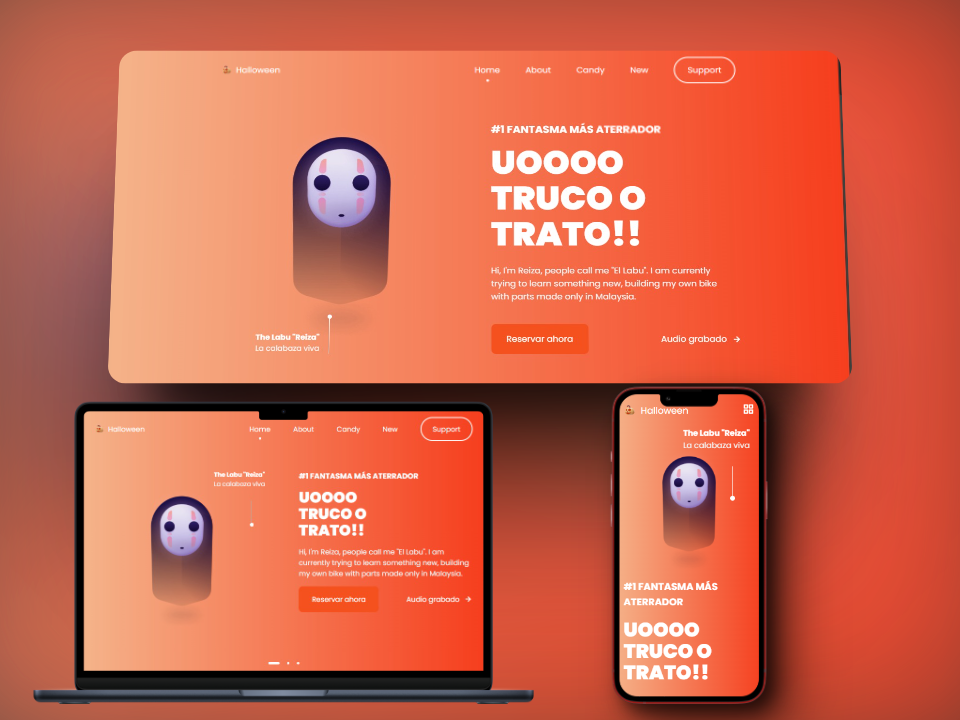 Halloween
Home About Candy New Support
#1 FANTASMA MÁS ATERRADOR
UOOOO
TRUCO O
TRATO!!
Hi, I'm Reiza, people call me "El Labu". I am currently
trying to learn something new, building my own bike
with parts made only in Malaysia.
Reservar ahora
Audio grabado
The Labu "Reiza"
La calabaza viva
Halloween
Home About Candy New Support
The Labu "Reiza"
La calabaza viva
#1 FANTASMA MÁS ATERRADOR
UOOOO
TRUCO O
TRATO!!
Hi, I'm Reiza, people call me "El Labu". I am
currently trying to learn something new, building
my own bike with parts made only in Malaysia.
Reservar ahora
Audio grabado
Halloween
The Labu "Reiza"
La calabaza viva
#1 FANTASMA MÁS
ATERRADOR
UOOOO
TRUCO O
TRATO!!